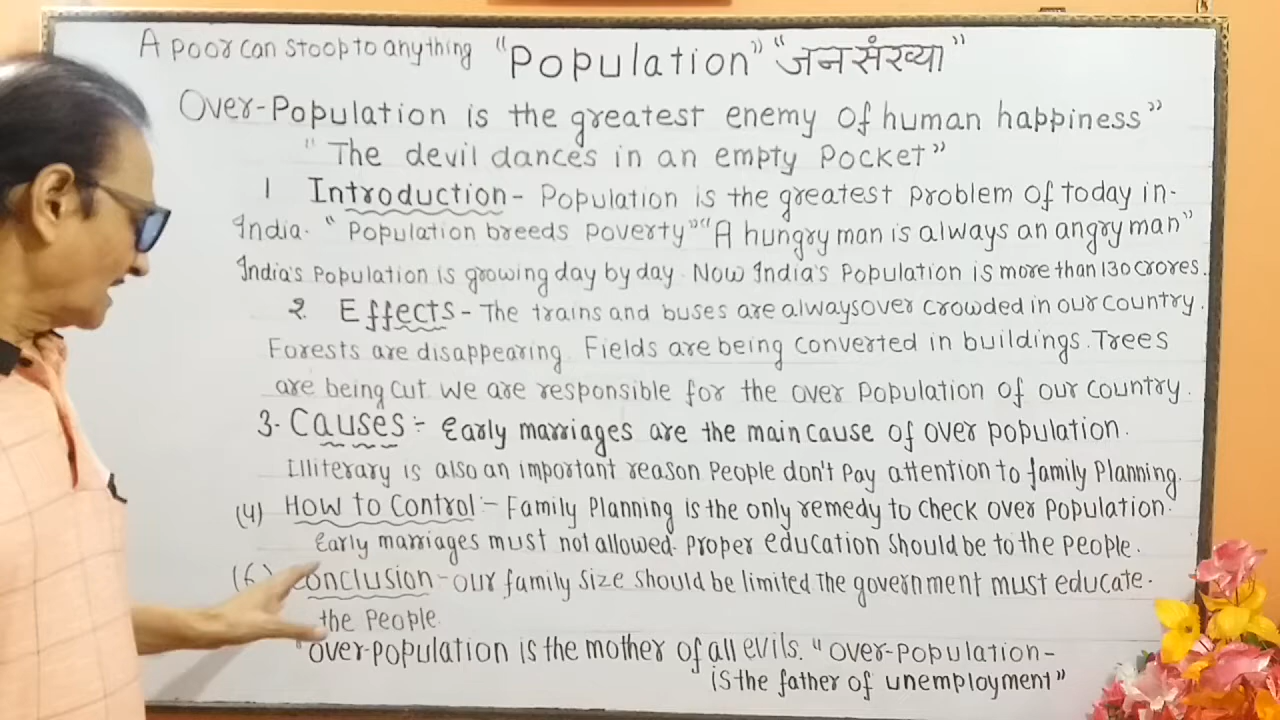 A poor can stoop to anything "Population" "जनसंख्या"
Over-Population is the greatest enemy of human happiness"
"The devil dances in an empty pocket"
1 Introduction- Population is the greatest problem of today in-
India. "Population breeds poverty" "A hungry man is always an angry man"
India's Population is growing day by day. Now India's Population is more than 130 crores.
2. Effects- The trains and buses are always over crowded in our country.
Forests are disappearing. Fields are being converted in buildings. Trees
are being cut. we are responsible for the over Population of our country.
3. Causes:- Early marriages are the main cause of over population.
Illiterary is also an important reason People don't Pay attention to family Planning.
(4) How to Control:- Family Planning is the only remedy to check over Population.
Early marriages must not allowed. Proper education should be to the People.
(6) Conclusion- our family size should be limited the government must educate.
the People.
"over-population is the mother of all evils. "over-population-
is the father of unemployment"